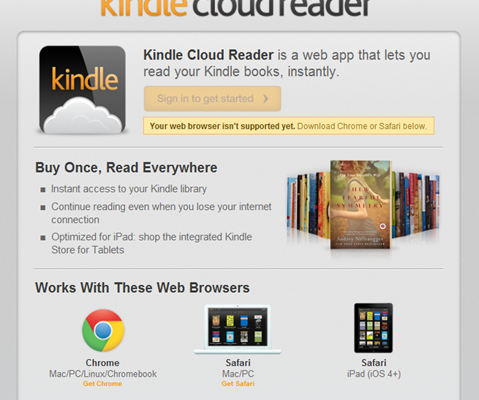 kindle cloud reader
Kindle Cloud Reader is a web app that lets you
read your Kindle books, instantly.
kindle
Sign in to get started >
Your web browser isn't supported yet. Download Chrome or Safari below.
Buy Once, Read Everywhere
Instant access to your Kindle library
Continue reading even when you lose your internet
connection
Optimized for iPad: shop the integrated Kindle
Store for Tablets
HER
FEARFUL
SYMMETRY
Audrey Niffenegger
Works With These Web Browsers
Chrome
Mac/PC/Linux/Chromebook
Get Chrome
Safari
Mac/PC
Get Safari
Safari
iPad (iOS 4+)